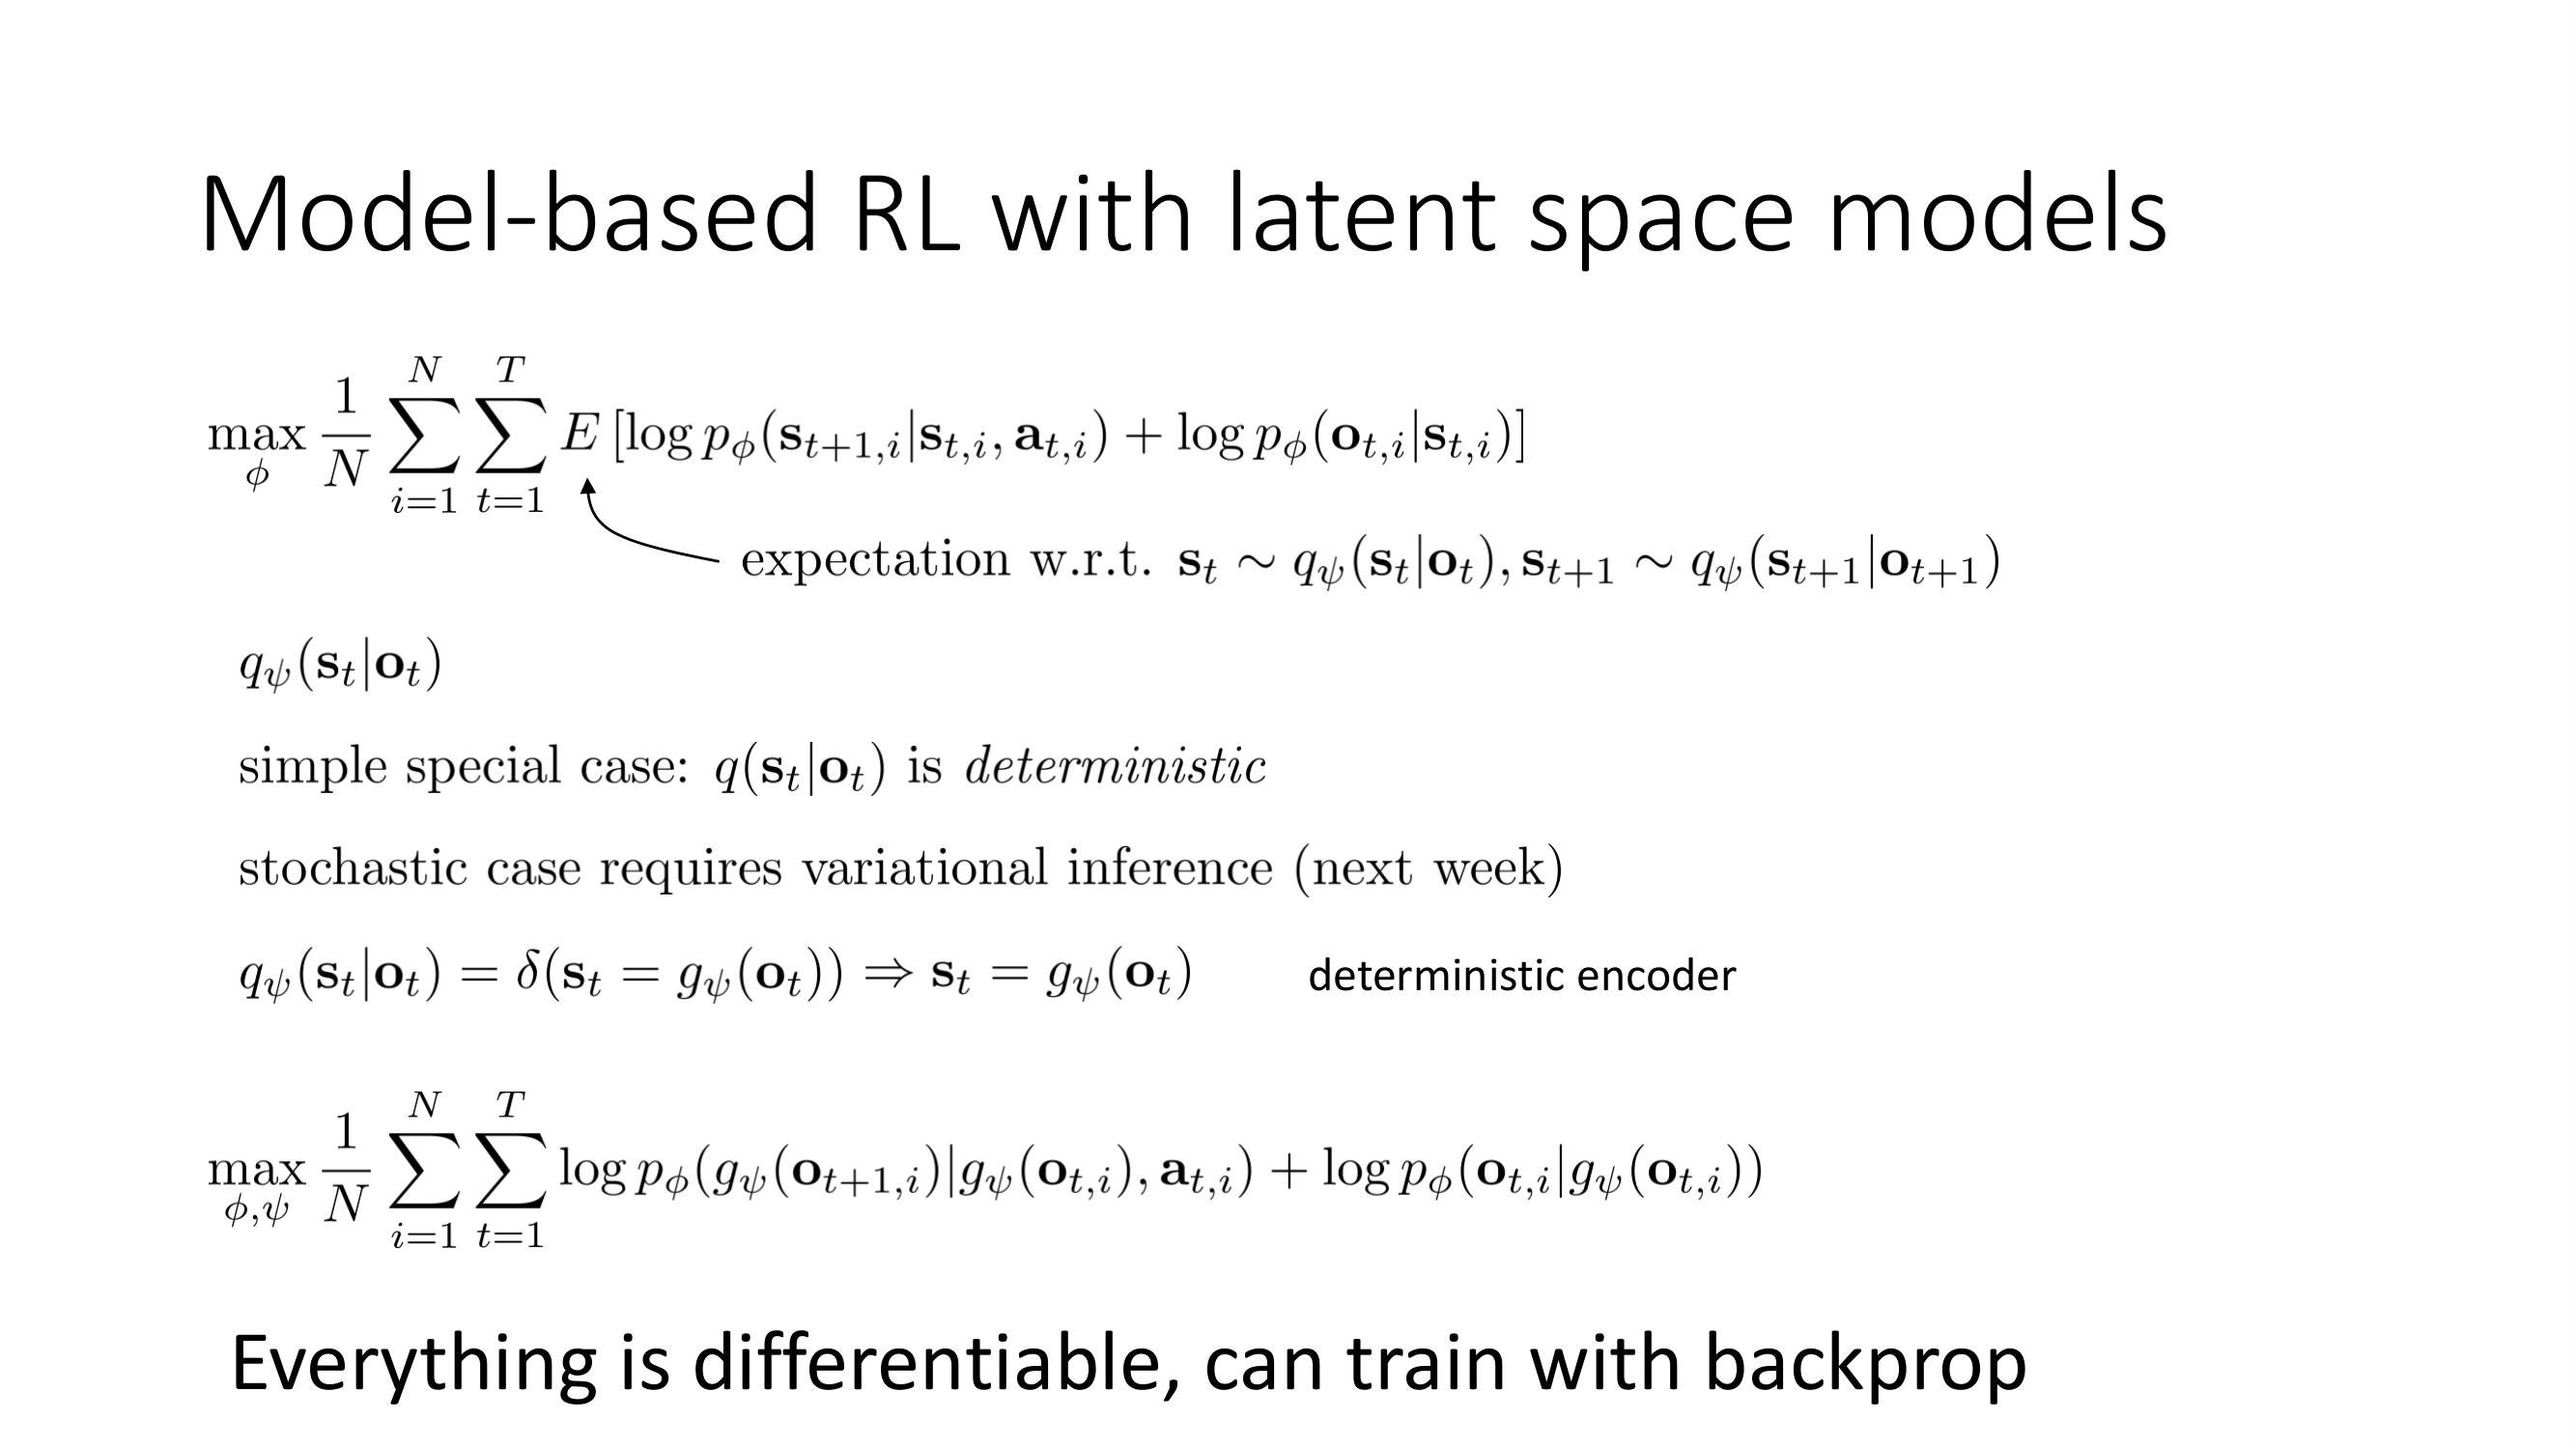 Model-based RL with latent space models
$\max_{\phi} \frac{1}{N} \sum_{i=1}^{N} \sum_{t=1}^{T} E\left[\log p_{\phi}(\mathbf{s}_{t+1,i}|\mathbf{s}_{t,i}, \mathbf{a}_{t,i}) + \log p_{\phi}(\mathbf{o}_{t,i}|\mathbf{s}_{t,i})\right]$
expectation w.r.t. $\mathbf{s}_t \sim q_{\psi}(\mathbf{s}_t|\mathbf{o}_t), \mathbf{s}_{t+1} \sim q_{\psi}(\mathbf{s}_{t+1}|\mathbf{o}_{t+1})$
$q_{\psi}(\mathbf{s}_t|\mathbf{o}_t)$
simple special case: $q(\mathbf{s}_t|\mathbf{o}_t)$ is deterministic
stochastic case requires variational inference (next week)
$q_{\psi}(\mathbf{s}_t|\mathbf{o}_t) = \delta(\mathbf{s}_t = g_{\psi}(\mathbf{o}_t)) \Rightarrow \mathbf{s}_t = g_{\psi}(\mathbf{o}_t)$ deterministic encoder
$\max_{\phi,\psi} \frac{1}{N} \sum_{i=1}^{N} \sum_{t=1}^{T} \log p_{\phi}(g_{\psi}(\mathbf{o}_{t+1,i})|g_{\psi}(\mathbf{o}_{t,i}), \mathbf{a}_{t,i}) + \log p_{\phi}(\mathbf{o}_{t,i}|g_{\psi}(\mathbf{o}_{t,i}))$
Everything is differentiable, can train with backprop